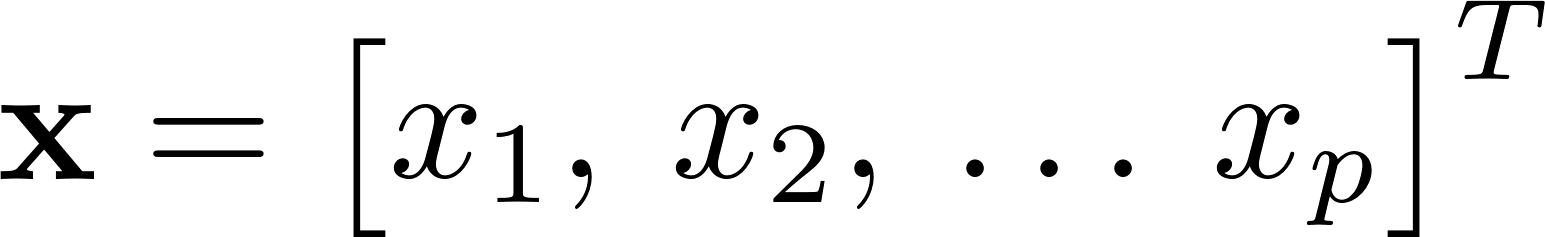 𝐱 = [x₁, x₂, … xₚ]ᵀ